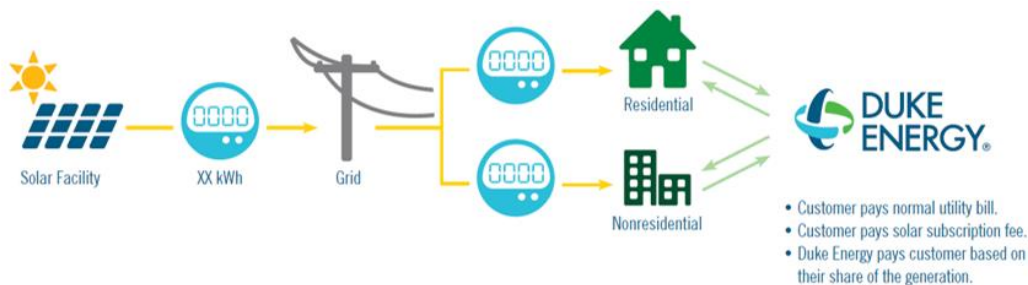 0000
0000
0000
Solar Facility
XX kWh
Grid
Residential
Nonresidential
DUKE
ENERGY®
• Customer pays normal utility bill.
• Customer pays solar subscription fee.
• Duke Energy pays customer based on
their share of the generation.